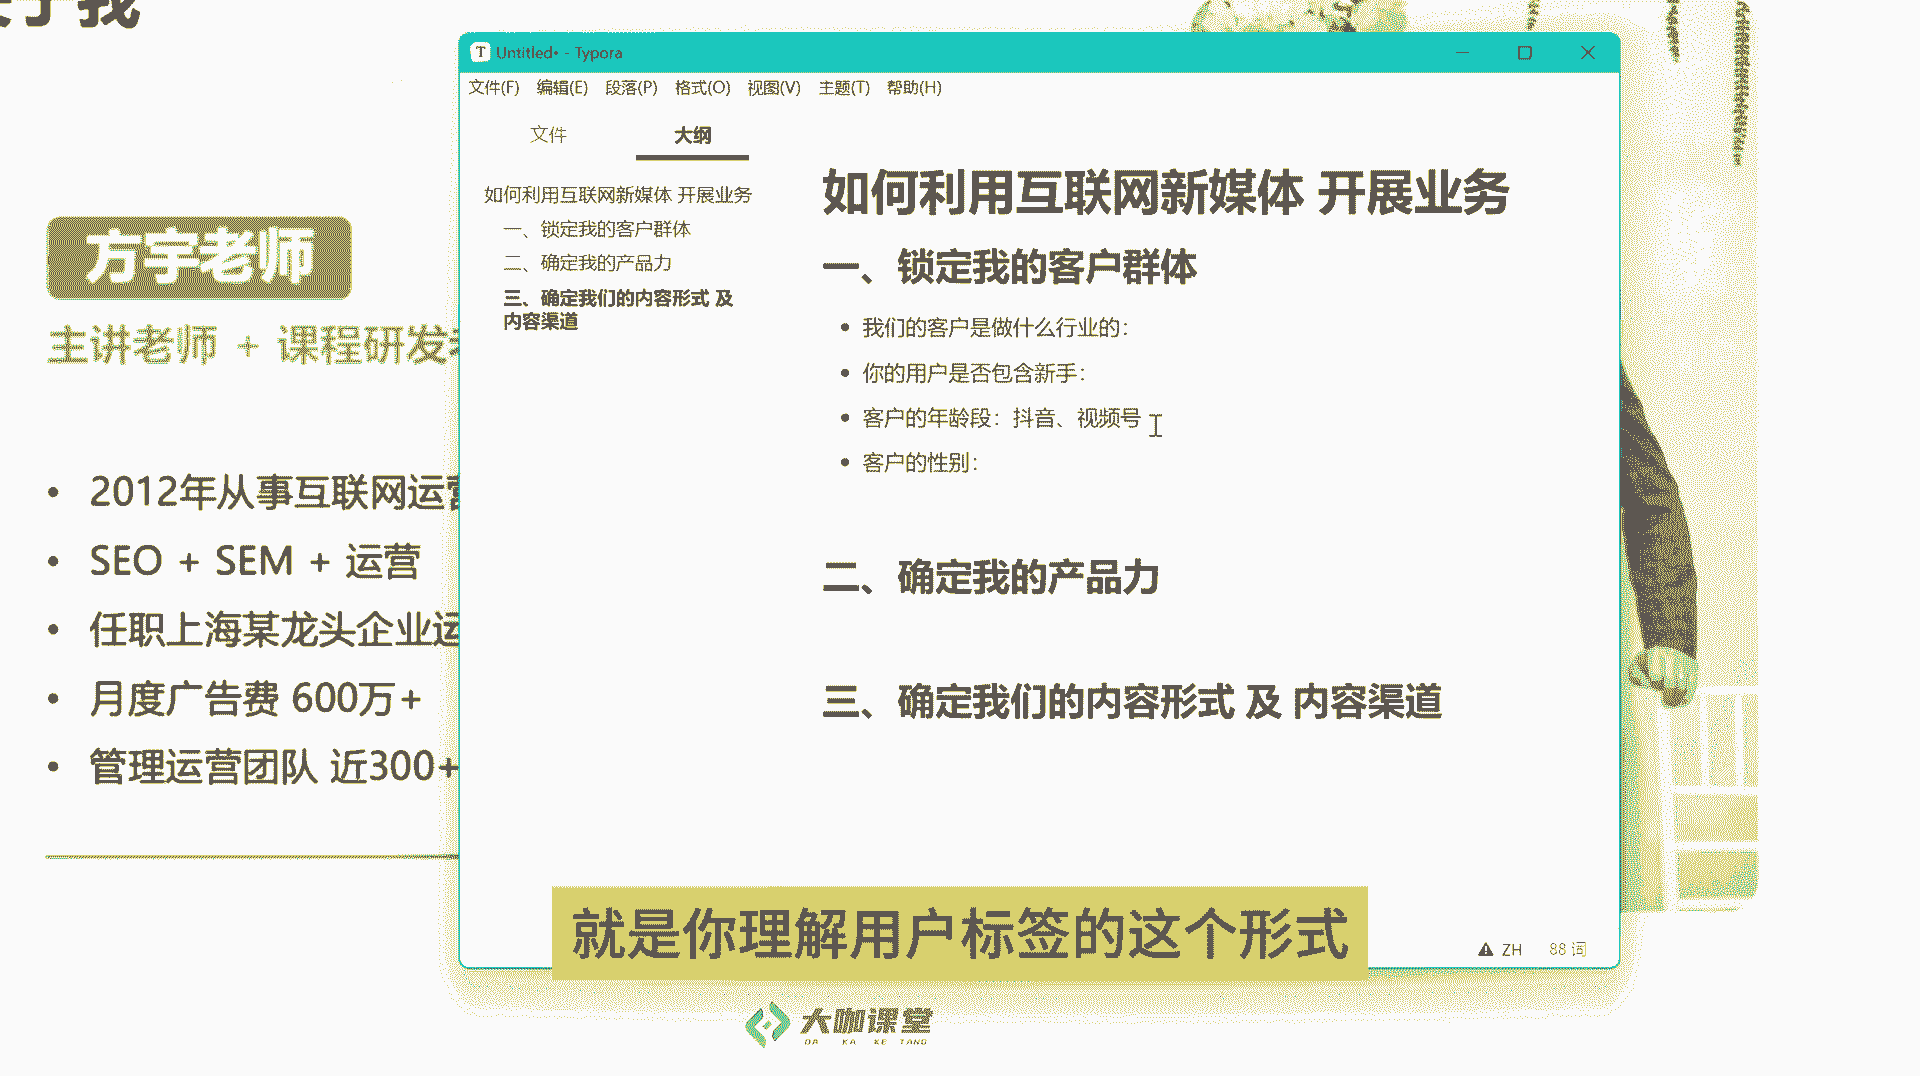 于我
方宇老师
主讲老师 + 课程研发
• 2012年从事互联网运营
• SEO + SEM + 运营
• 任职上海某龙头企业运
• 月度广告费 600万+
• 管理运营团队 近300+
Untitled• - Typora
文件(F) 编辑(E) 段落(P) 格式(O) 视图(V) 主题(T) 帮助(H)
文件 大纲
如何利用互联网新媒体 开展业务
一、锁定我的客户群体
二、确定我的产品力
三、确定我们的内容形式 及
内容渠道
如何利用互联网新媒体 开展业务
一、锁定我的客户群体
• 我们的客户是做什么行业的：
• 你的用户是否包含新手：
• 客户的年龄段：抖音、视频号
• 客户的性别：
二、确定我的产品力
三、确定我们的内容形式 及 内容渠道
就是你理解用户标签的这个形式
ZH 88 词
大咖课堂
DA KA KE TANG